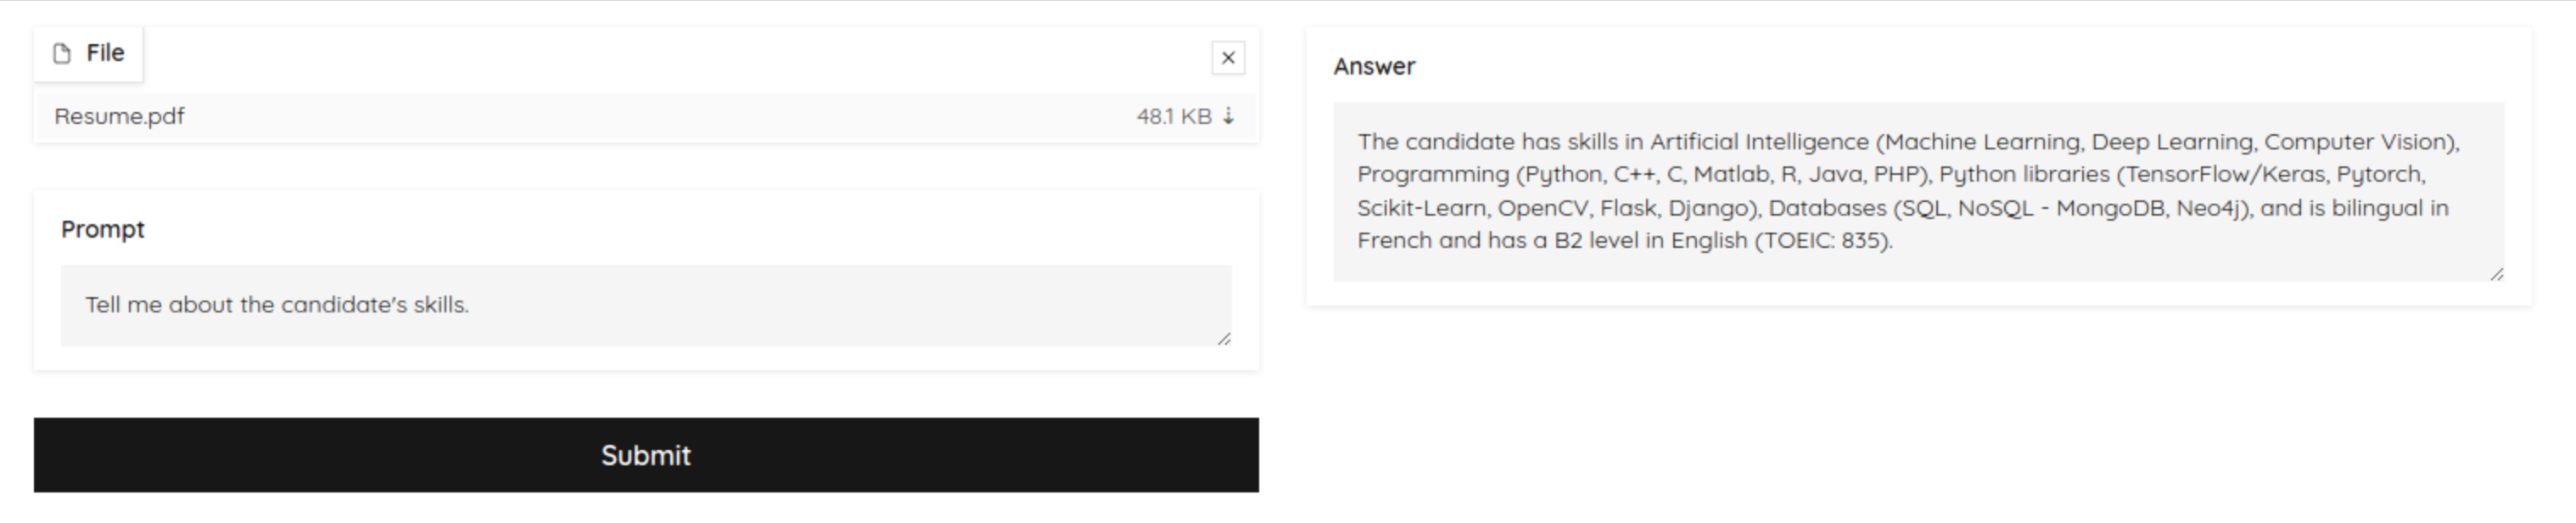 File
Resume.pdf
48.1 KB ⇣
Prompt
Tell me about the candidate's skills.
Submit
Answer
The candidate has skills in Artificial Intelligence (Machine Learning, Deep Learning, Computer Vision),
Programming (Python, C++, C, Matlab, R, Java, PHP), Python libraries (TensorFlow/Keras, Pytorch,
Scikit-Learn, OpenCV, Flask, Django), Databases (SQL, NoSQL - MongoDB, Neo4j), and is bilingual in
French and has a B2 level in English (TOEIC: 835).